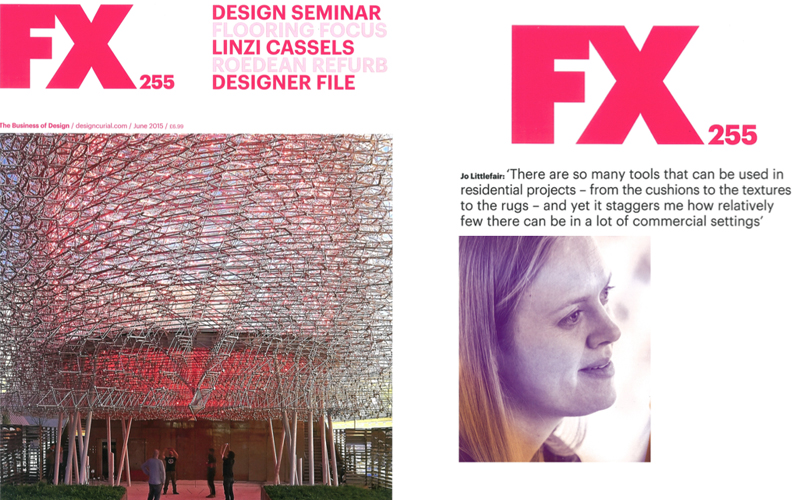 FX 255
DESIGN SEMINAR
FLOORING FOCUS
LINZI CASSELS
ROEDEAN REFURB
DESIGNER FILE
The Business of Design / designcurial.com / June 2015 / £6.99
FX 255
Jo Littlefair: ‘There are so many tools that can be used in
residential projects – from the cushions to the textures
to the rugs – and yet it staggers me how relatively
few there can be in a lot of commercial settings’